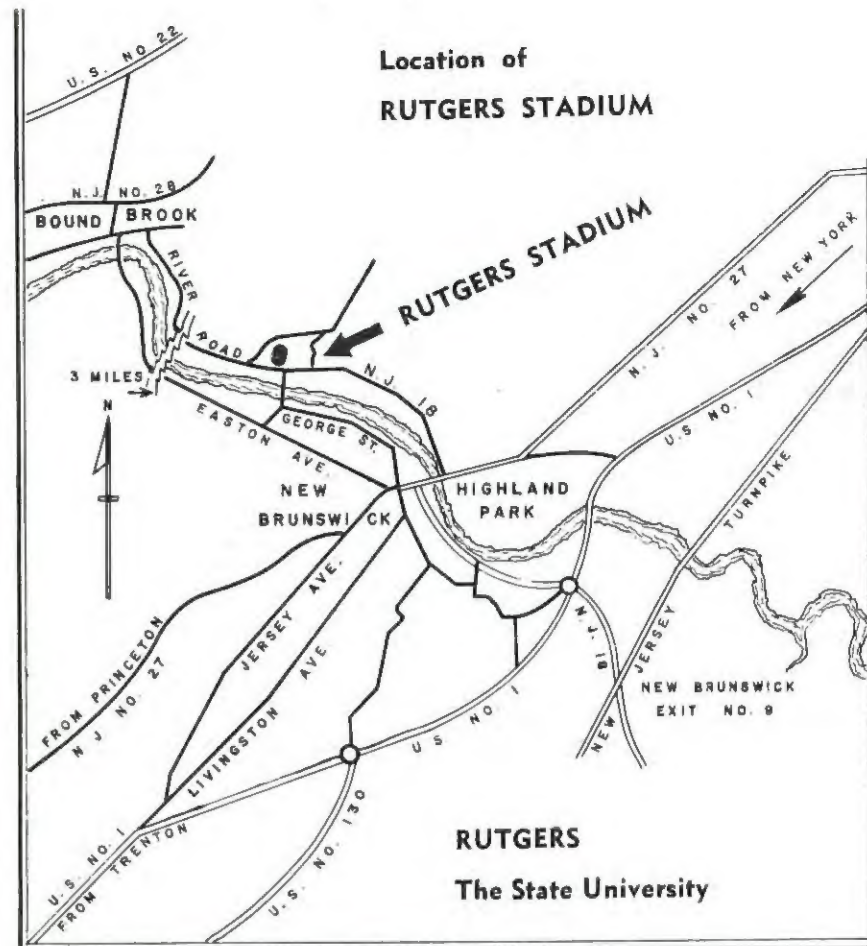 Location of
RUTGERS STADIUM
U. S. NO 22
N. J. NO. 28
BOUND BROOK
RIVER ROAD
RUTGERS STADIUM
N. J. NO. 27
FROM NEW YORK
3 MILES
N
N. J. 18
U S NO. 1
EASTON AVE.
GEORGE ST.
NEW BRUNSWICK
HIGHLAND
PARK
NEW JERSEY TURNPIKE
JERSEY AVE.
N. J. 18
FROM PRINCETON
N J NO. 27
LIVINGSTON AVE
US NO. 1
NEW BRUNSWICK
EXIT NO. 9
U.S. NO. 1
FROM TRENTON
U. S. NO. 130
RUTGERS
The State University